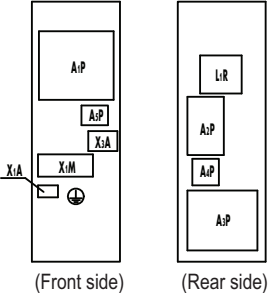 A1P
L1R
A5P
A2P
X3A
X1A
X1M
A4P
A3P
(Front side)
(Rear side)